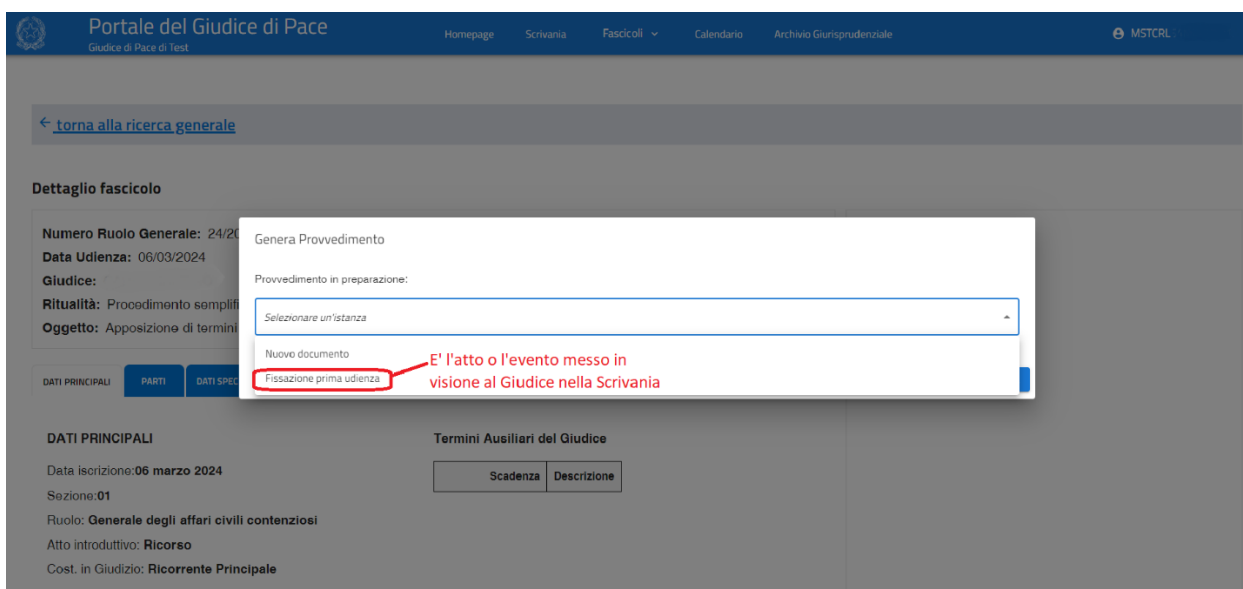 Portale del Giudice di Pace
Giudice di Pace di Test
Homepage Scrivania Fascicoli Calendario Archivio Giurisprudenziale MSTCRL
torna alla ricerca generale
Dettaglio fascicolo
Numero Ruolo Generale: 24/20
Data Udienza: 06/03/2024
Giudice:
Ritualità: Procedimento semplifi
Oggetto: Apposizione di termini
Genera Provvedimento
Provvedimento in preparazione:
Selezionare un'istanza
Nuovo documento
Fissazione prima udienza
E' l'atto o l'evento messo in
visione al Giudice nella Scrivania
DATI PRINCIPALI PARTI DATI SPEC
DATI PRINCIPALI
Data iscrizione:06 marzo 2024
Sezione:01
Ruolo: Generale degli affari civili contenziosi
Atto introduttivo: Ricorso
Cost. in Giudizio: Ricorrente Principale
Termini Ausiliari del Giudice
Scadenza Descrizione